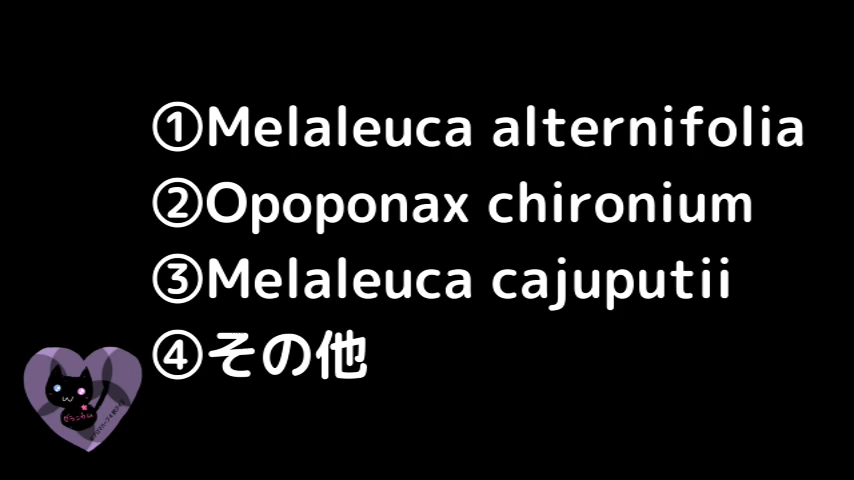 ①Melaleuca alternifolia
②Opoponax chironium
③Melaleuca cajuputii
④その他